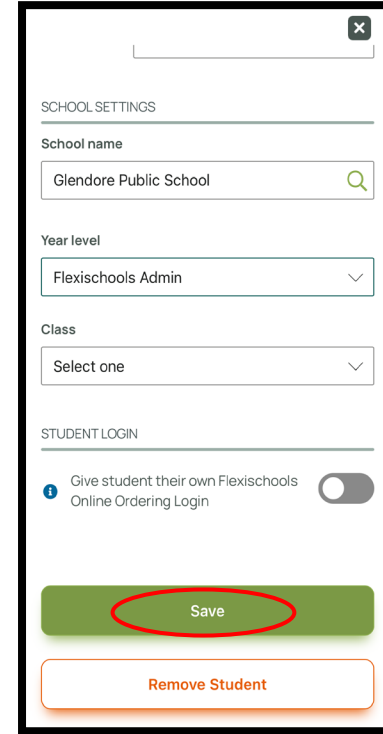 SCHOOL SETTINGS
School name
Glendore Public School
Year level
Flexischools Admin
Class
Select one
STUDENT LOGIN
Give student their own Flexischools
Online Ordering Login
Save
Remove Student